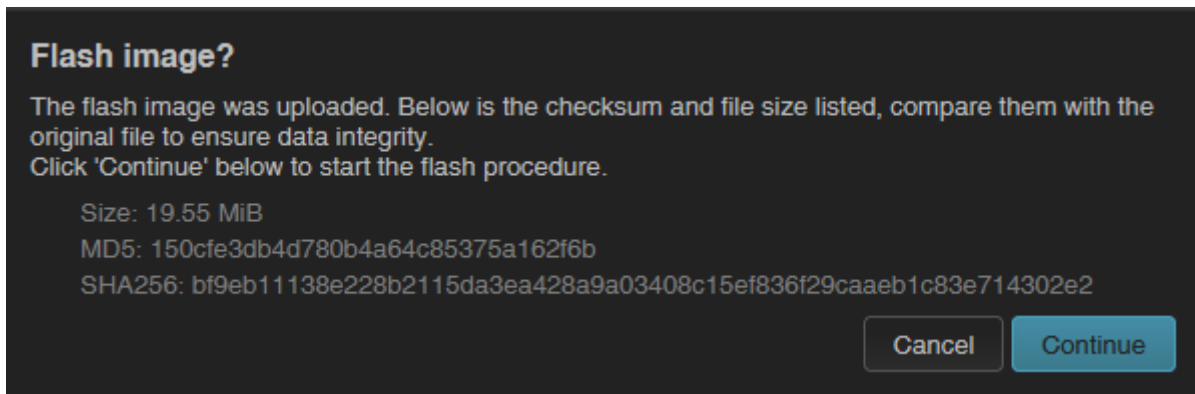 Flash image?
The flash image was uploaded. Below is the checksum and file size listed, compare them with the
original file to ensure data integrity.
Click 'Continue' below to start the flash procedure.
Size: 19.55 MiB
MD5: 150cfe3db4d780b4a64c85375a162f6b
SHA256: bf9eb11138e228b2115da3ea428a9a03408c15ef836f29caaeb1c83e714302e2
Cancel Continue